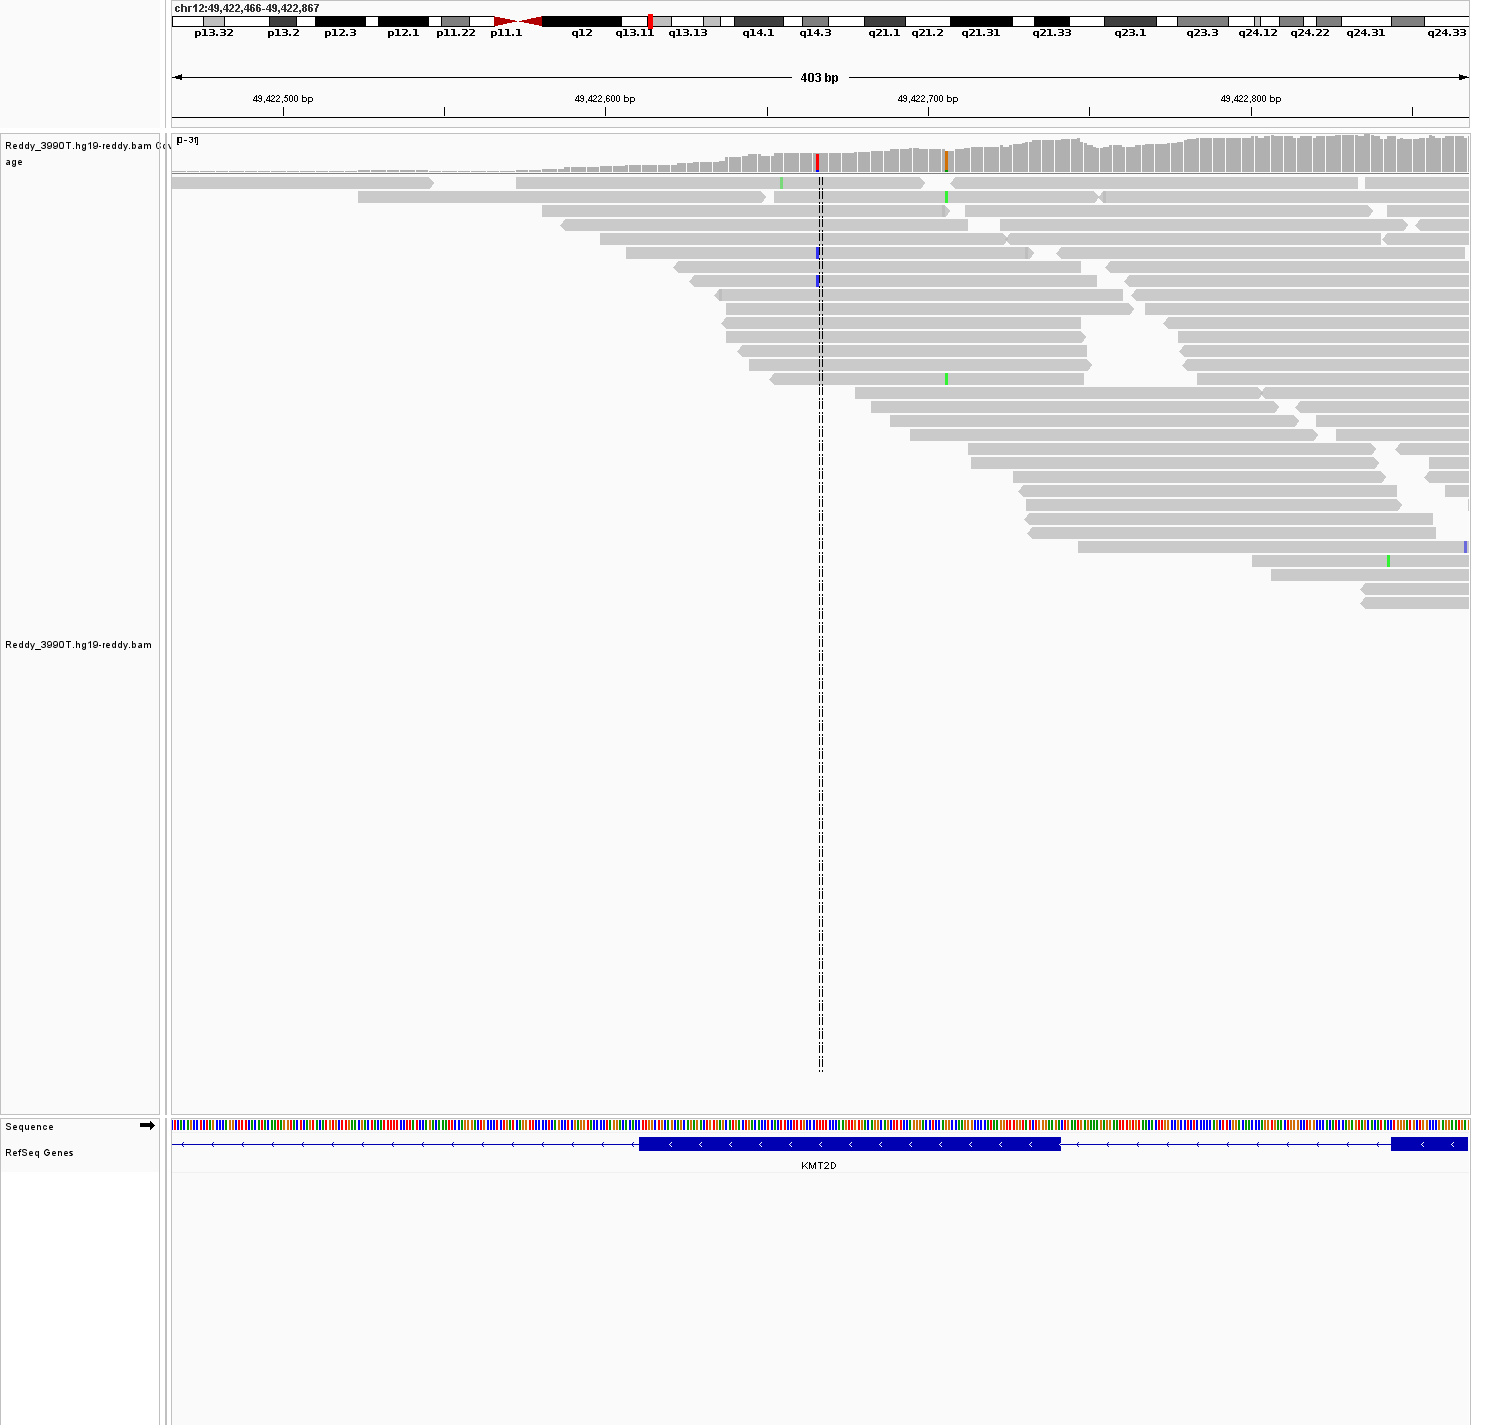 chr12:49,422,466-49,422,867
p13.32 p13.2 p12.3 p12.1 p11.22 p11.1 q12 q13.11 q13.13 q14.1 q14.3 q21.1 q21.2 q21.31 q21.33 q23.1 q23.3 q24.12 q24.22 q24.31 q24.33
403 bp
49,422,500 bp 49,422,600 bp 49,422,700 bp 49,422,800 bp
[0-31]
Reddy_3990T.hg19-reddy.bam Cov
age
Reddy_3990T.hg19-reddy.bam
Sequence
RefSeq Genes
KMT2D